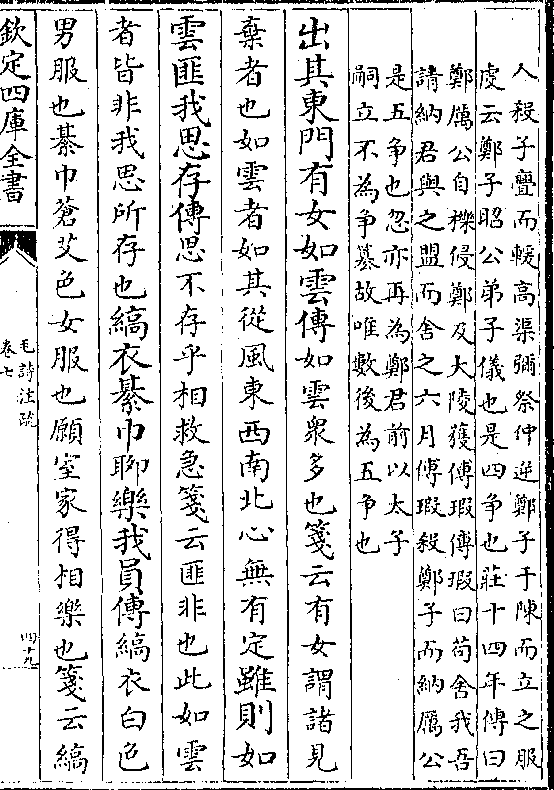 人殺子亹而轘高渠彌祭仲逆鄭子于陳而立之服
虔云鄭子昭公弟子儀也是四争也莊十四年傳曰
鄭厲公自櫟侵鄭及大陵獲傅瑕傅瑕曰苟舍我吾
請納君與之盟而舍之六月傅瑕殺鄭子而納厲公
是五争也忽亦再為鄭君前以太子
嗣立不為争簒故唯數後為五争也
出其東門有女如雲傳如雲衆多也箋云有女謂諸見
棄者也如雲者如其從風東西南北心無有定雖則如
雲匪我思存傳思不存乎相救急箋云匪非也此如雲
者皆非我思所存也縞衣綦巾聊樂我員傳縞衣白色
男服也綦巾蒼艾色女服也願室家得相樂也箋云縞
欽定四庫全書
毛詩注疏
卷七
四十九